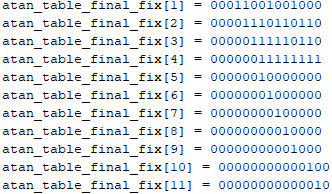 atan_table_final_fix[1] = 00011001001000
atan_table_final_fix[2] = 00001110110110
atan_table_final_fix[3] = 00000111110110
atan_table_final_fix[4] = 00000011111111
atan_table_final_fix[5] = 00000010000000
atan_table_final_fix[6] = 00000001000000
atan_table_final_fix[7] = 00000000100000
atan_table_final_fix[8] = 00000000010000
atan_table_final_fix[9] = 00000000001000
atan_table_final_fix[10] = 00000000000100
atan_table_final_fix[11] = 00000000000010